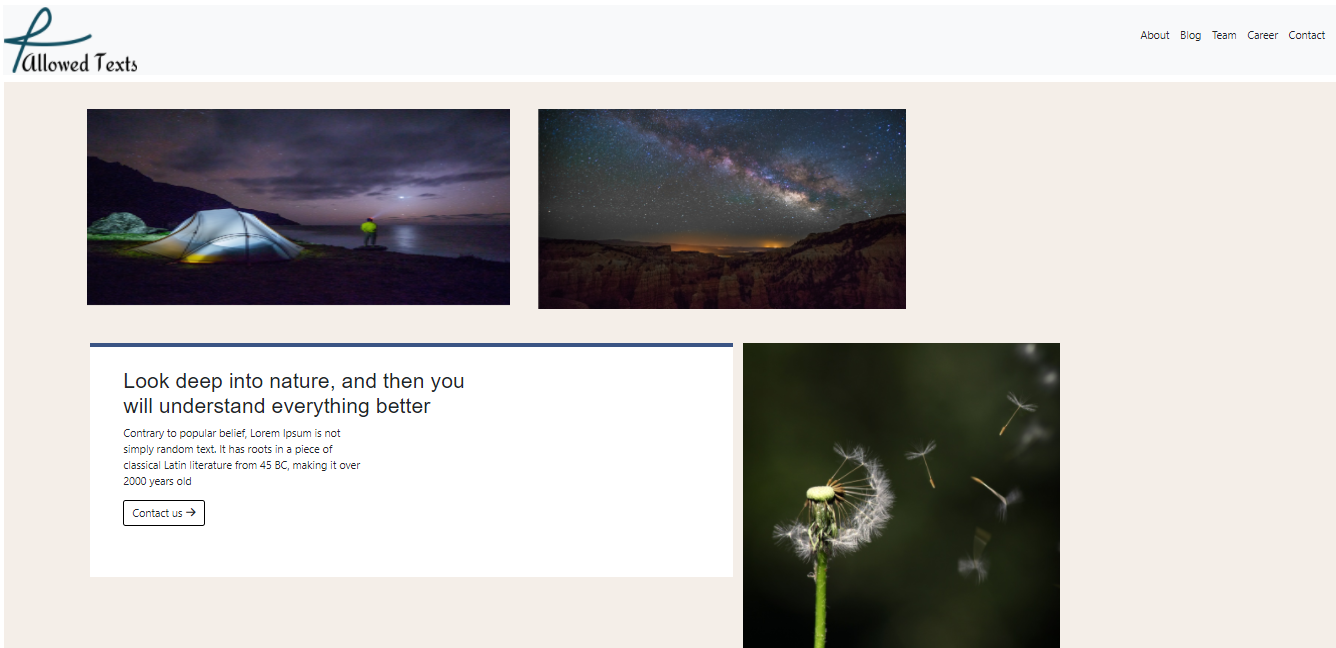 Allowed Texts
About Blog Team Career Contact
Look deep into nature, and then you
will understand everything better
Contrary to popular belief, Lorem Ipsum is not
simply random text. It has roots in a piece of
classical Latin literature from 45 BC, making it over
2000 years old
Contact us →